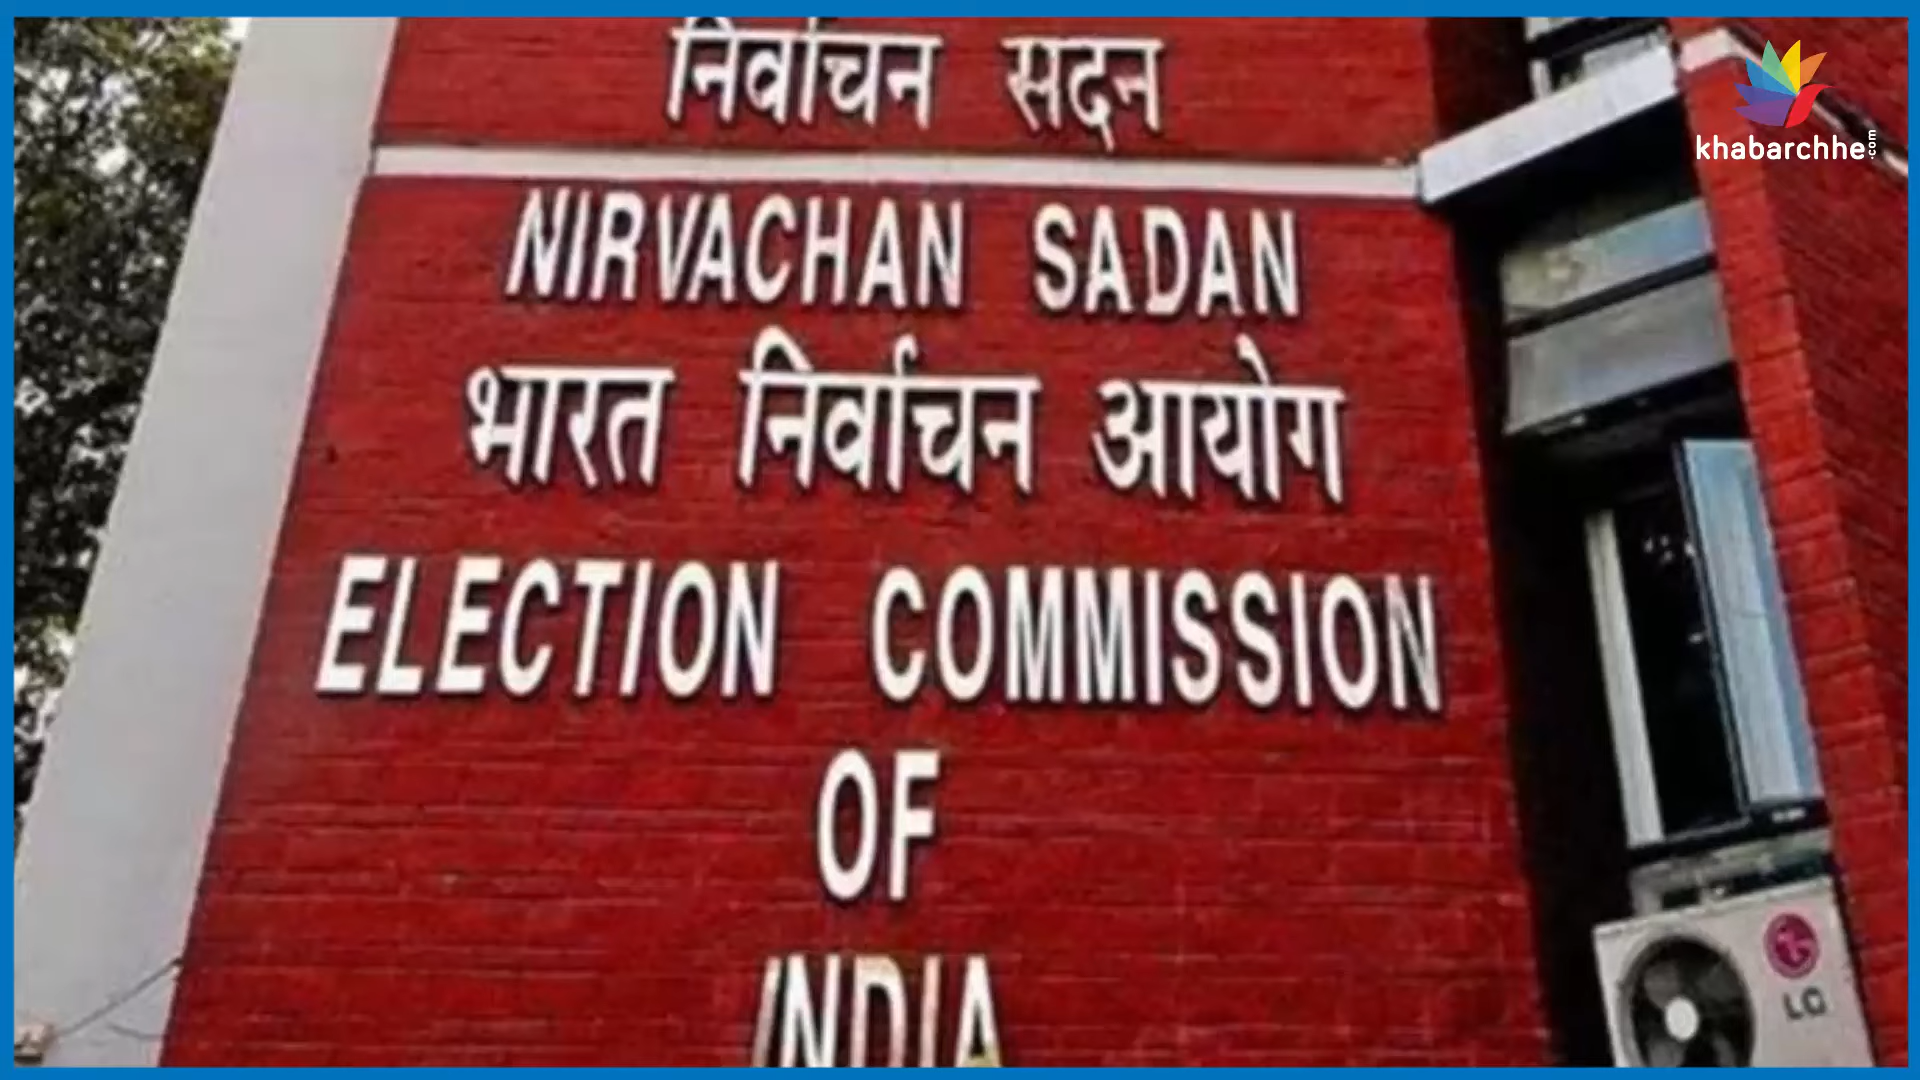 निर्वाचन सदन
khabarchhe.com
NIRVACHAN SADAN
भारत निर्वाचन आयोग
ELECTION COMMISSION
OF
INDIA
LG